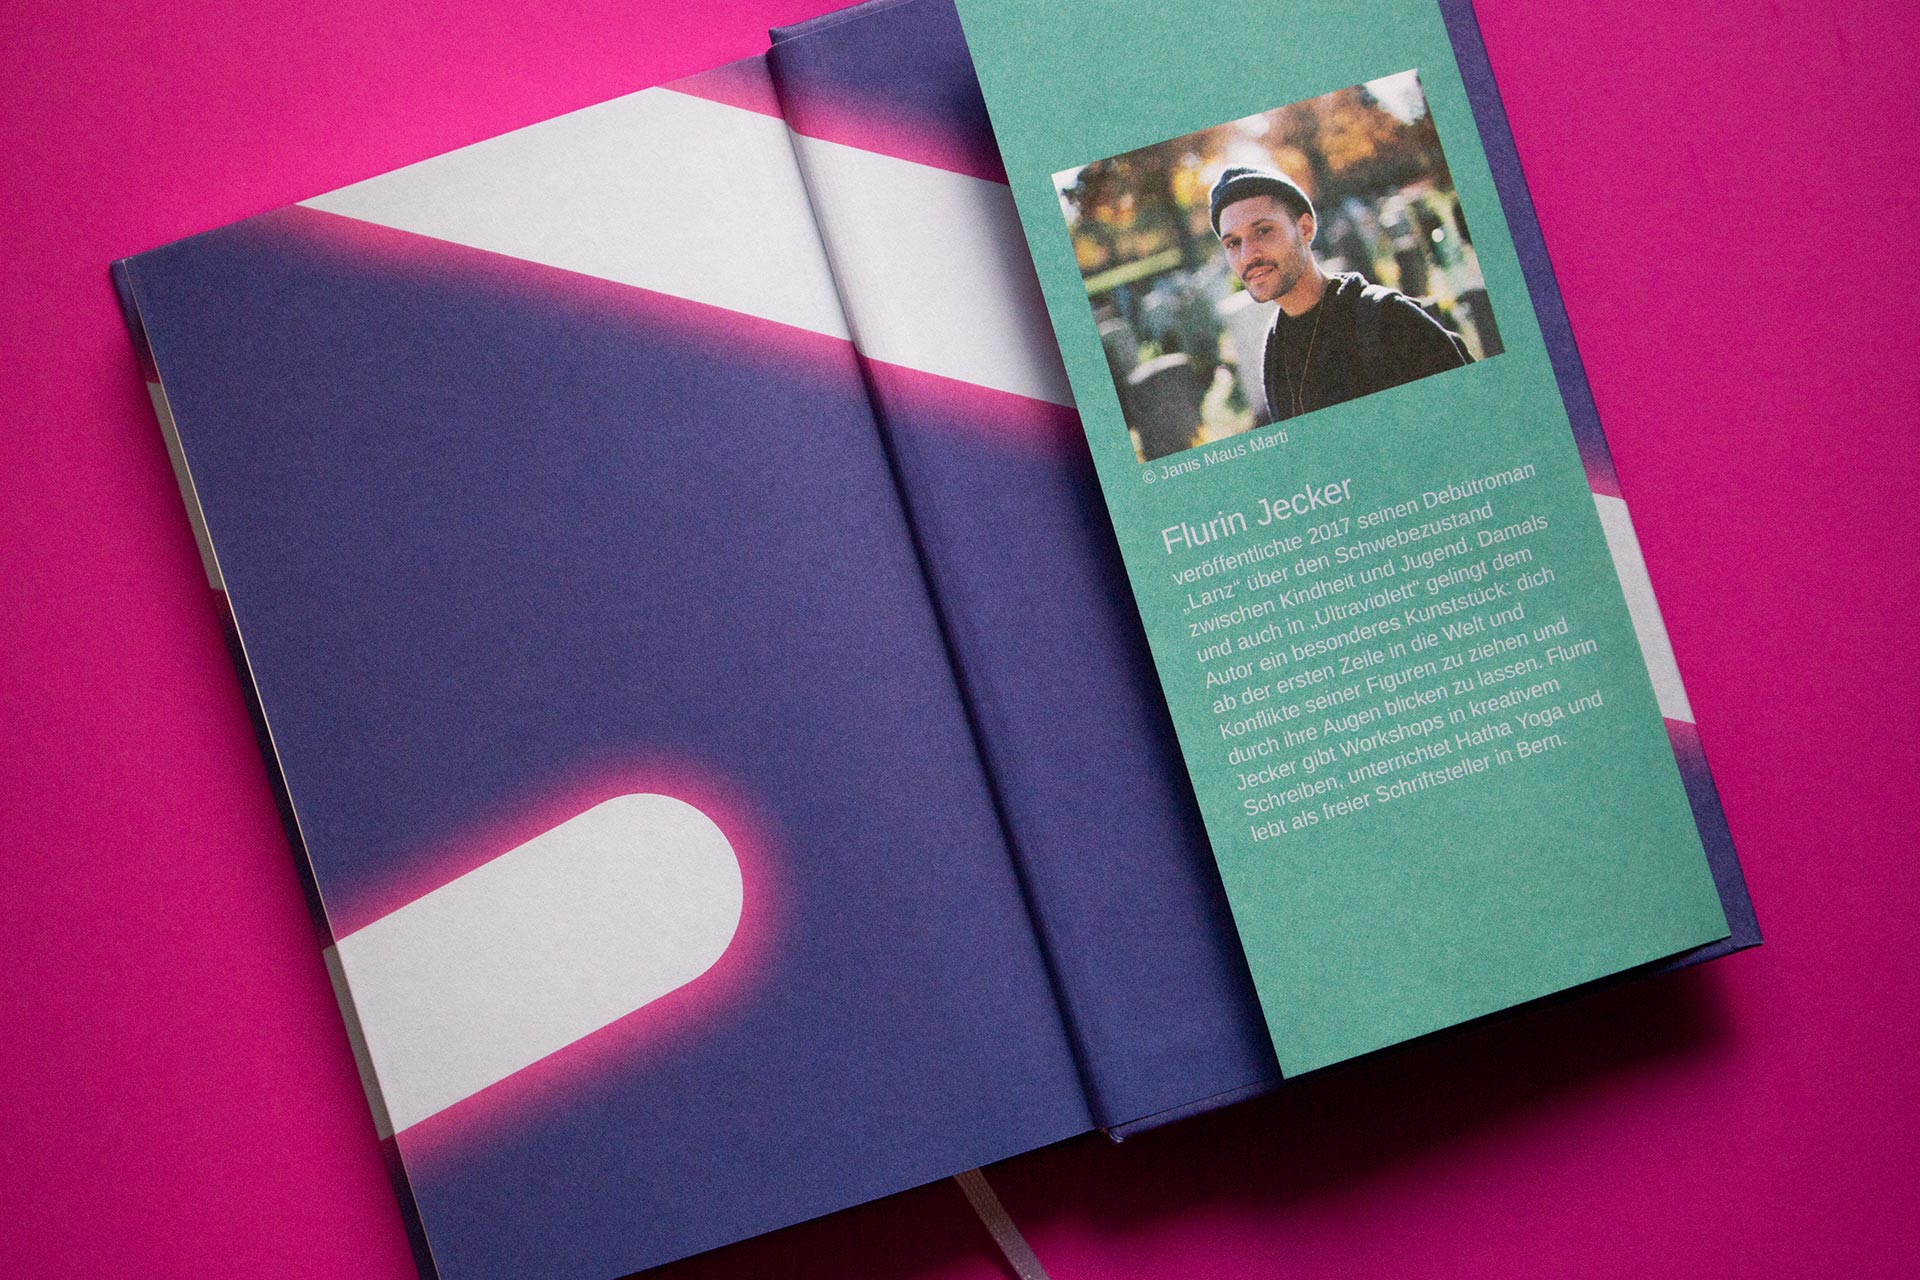 © Janis Maus Marti
Flurin Jecker
veröffentlichte 2017 seinen Debütroman
„Lanz“ über den Schwebezustand
zwischen Kindheit und Jugend. Damals
und auch in „Ultraviolett“ gelingt dem
Autor ein besonderes Kunststück: dich
ab der ersten Zeile in die Welt und
Konflikte seiner Figuren zu ziehen und
durch ihre Augen blicken zu lassen. Flurin
Jecker gibt Workshops in kreativem
Schreiben, unterrichtet Hatha Yoga und
lebt als freier Schriftsteller in Bern.